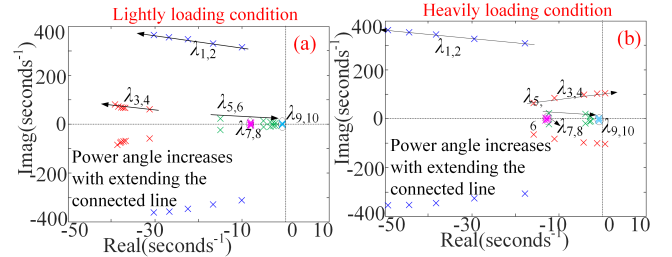 Lightly loading condition
400
200
0
-200
-400
Imag(seconds-1)
(a)
λ1,2
λ3,4
λ5,6
λ7,8
λ9,10
Power angle increases
with extending the
connected line
-50 -30 -10 0 10
Real(seconds-1)
Heavily loading condition
400
200
0
-200
-400
Imag(seconds-1)
(b)
λ1,2
λ5,
6
λ3,4
λ7,8
λ9,10
Power angle increases
with extending the
connected line
-50 -30 -10 0 10
Real(seconds-1)